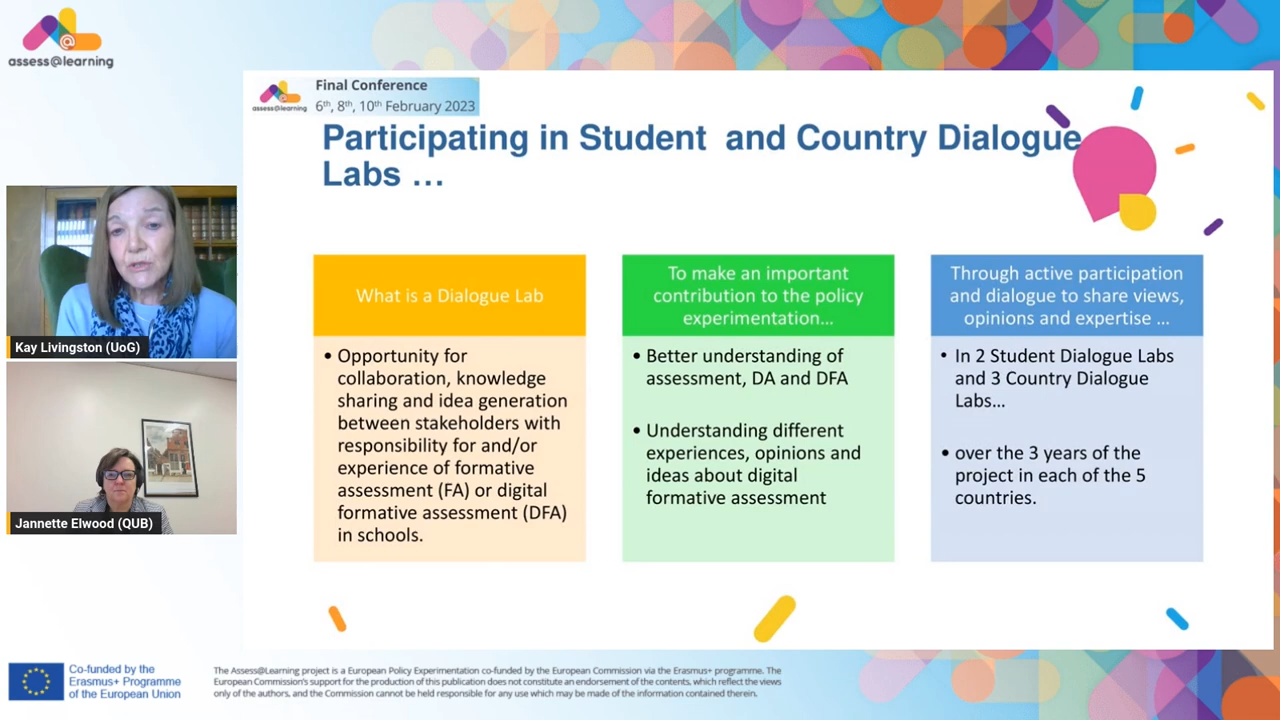 assess@learning
assess@learning
Final Conference
6th, 8th, 10th February 2023
Participating in Student and Country Dialogue
Labs …
What is a Dialogue Lab
• Opportunity for
collaboration, knowledge
sharing and idea generation
between stakeholders with
responsibility for and/or
experience of formative
assessment (FA) or digital
formative assessment (DFA)
in schools.
To make an important
contribution to the policy
experimentation…
• Better understanding of
assessment, DA and DFA
• Understanding different
experiences, opinions and
ideas about digital
formative assessment
Through active participation
and dialogue to share views,
opinions and expertise …
• In 2 Student Dialogue Labs
and 3 Country Dialogue
Labs…
• over the 3 years of the
project in each of the 5
countries.
Kay Livingston (UoG)
Jannette Elwood (QUB)
Co-funded by the
Erasmus+ Programme
of the European Union
The Assess@Learning project is a European Policy Experimentation co-funded by the European Commission via the Erasmus+ programme. The
European Commission's support for the production of this publication does not constitute an endorsement of the contents, which reflect the views
only of the authors, and the Commission cannot be held responsible for any use which may be made of the information contained therein.